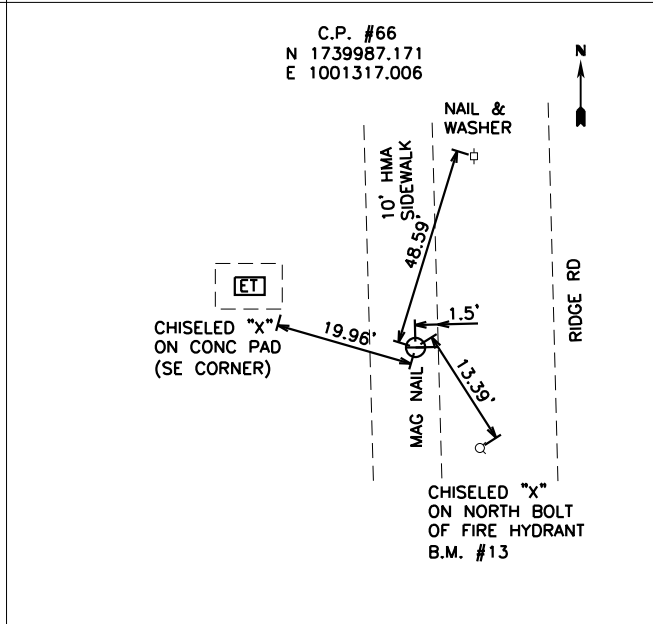 C.P. #66
N 1739987.171
E 1001317.006
N
NAIL &
WASHER
10' HMA
SIDEWALK
48.59'
RIDGE RD
ET
1.5'
CHISELED "X"
ON CONC PAD
(SE CORNER)
19.96'
MAG NAIL
13.39'
CHISELED "X"
ON NORTH BOLT
OF FIRE HYDRANT
B.M. #13